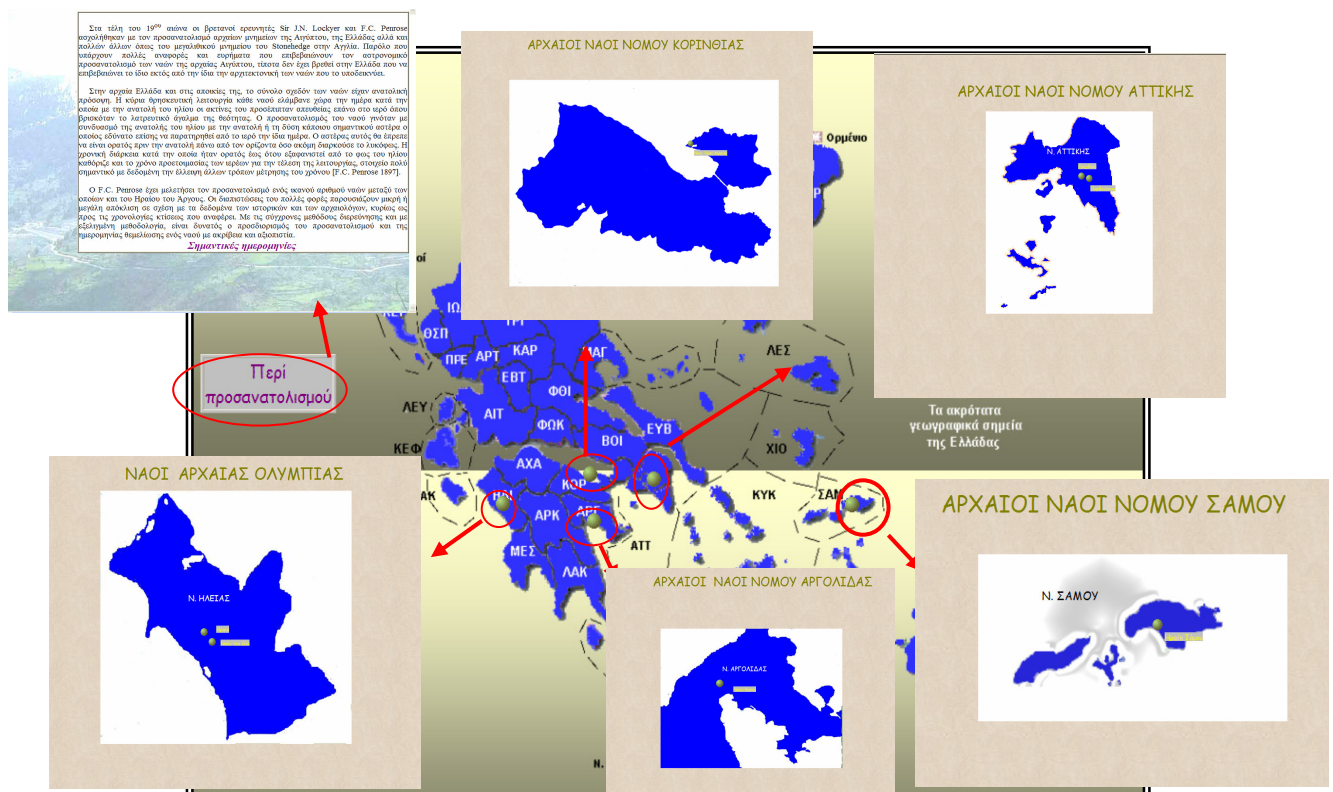 Στα τέλη του 19ου αιώνα οι βρετανοί ερευνητές Sir J.N. Lockyer και F.C. Penrose
ασχολήθηκαν με τον προσανατολισμό αρχαίων μνημείων της Αιγύπτου, της Ελλάδας αλλά και
πολλών άλλων όπως του μεγαλιθικού μνημείου του Stonehedge στην Αγγλία. Παρόλο που
υπάρχουν πολλές αναφορές και ευρήματα που επιβεβαιώνουν τον αστρονομικό
προσανατολισμό των ναών της αρχαίας Αιγύπτου, τίποτα δεν έχει βρεθεί στην Ελλάδα που να
επιβεβαιώνει το ίδιο εκτός από την ίδια την αρχιτεκτονική των ναών που το υποδεικνύει.
Στην αρχαία Ελλάδα και στις αποικίες της, το σύνολο σχεδόν των ναών είχαν ανατολική
πρόσοψη. Η κύρια θρησκευτική λειτουργία κάθε ναού ελάμβανε χώρα την ημέρα κατά την
οποία με την ανατολή του ηλίου οι ακτίνες του προσέπιπταν απευθείας επάνω στο ιερό όπου
βρισκόταν το λατρευτικό άγαλμα της θεότητας. Ο προσανατολισμός του ναού γινόταν με
συνδυασμό της ανατολής του ηλίου με την ανατολή ή τη δύση κάποιου σημαντικού αστέρα ο
οποίος εδύνατο επίσης να παρατηρηθεί από το ιερό την ίδια ημέρα. Ο αστέρας αυτός θα έπρεπε
να είναι ορατός πριν την ανατολή πάνω από τον ορίζοντα όσο ακόμη διαρκούσε το λυκόφως. Η
χρονική διάρκεια κατά την οποία ήταν ορατός έως ότου εξαφανιστεί από το φως του ηλίου
καθόριζε και το χρόνο προετοιμασίας των ιερέων για την τέλεση της λειτουργίας, στοιχείο πολύ
σημαντικό με δεδομένη την έλλειψη άλλων τρόπων μέτρησης του χρόνου [F.C. Penrose 1897].
Ο F.C. Penrose έχει μελετήσει τον προσανατολισμό ενός ικανού αριθμού ναών μεταξύ των
οποίων και του Ηραίου του Άργους. Οι διαπιστώσεις του πολλές φορές παρουσιάζουν μικρή ή
μεγάλη απόκλιση σε σχέση με τα δεδομένα των ιστορικών και των αρχαιολόγων, κυρίως ως
προς τις χρονολογίες κτίσεως που αναφέρει. Με τις σύγχρονες μεθόδους διερεύνησης και με
εξελιγμένη μεθοδολογία, είναι δυνατός ο προσδιορισμός του προσανατολισμού και της
ημερομηνίας θεμελίωσης ενός ναού με ακρίβεια και αξιοπιστία.
Σημαντικές ημερομηνίες
ΑΡΧΑΙΟΙ ΝΑΟΙ ΝΟΜΟΥ ΚΟΡΙΝΘΙΑΣ
ΑΡΧΑΙΟΙ ΝΑΟΙ ΝΟΜΟΥ ΑΤΤΙΚΗΣ
Ν. ΑΤΤΙΚΗΣ
Ορμένιο
ΘΣΠ
ΠΡΕ
ΑΡΤ
ΚΑΡ
ΜΑΓ
ΛΕΣ
ΕΒΤ
ΦΘΙ
Περί
προσανατολισμού
ΛΕΥ
ΑΙΤ
ΦΩΚ
ΒΟΙ
ΕΥΒ
ΧΙΟ
ΚΕΦ
Τα ακρότατα
γεωγραφικά σημεία
της Ελλάδας
ΑΧΑ
ΚΟΡ
ΑΡΚ
ΑΡΓ
ΑΤΤ
ΚΥΚ
ΣΑΜ
ΜΕΣ
ΛΑΚ
ΝΑΟΙ ΑΡΧΑΙΑΣ ΟΛΥΜΠΙΑΣ
Ν. ΗΛΕΙΑΣ
ΑΡΧΑΙΟΙ ΝΑΟΙ ΝΟΜΟΥ ΑΡΓΟΛΙΔΑΣ
Ν. ΑΡΓΟΛΙΔΑΣ
ΑΡΧΑΙΟΙ ΝΑΟΙ ΝΟΜΟΥ ΣΑΜΟΥ
Ν. ΣΑΜΟΥ
Ν.